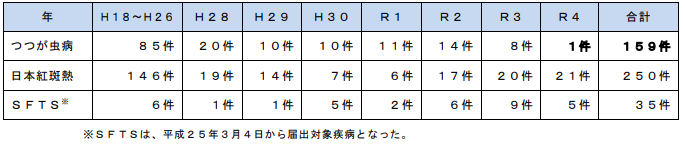 年 Ｈ１８～Ｈ２６ Ｈ２８ Ｈ２９ Ｈ３０ Ｒ１ Ｒ２ Ｒ３ Ｒ４ 合計
つつが虫病 ８５件 ２０件 １０件 １０件 １１件 １４件 ８件 １件 １５９件
日本紅斑熱 １４６件 １９件 １４件 ７件 ６件 １７件 ２０件 ２１件 ２５０件
ＳＦＴＳ※ ６件 １件 １件 ５件 ２件 ６件 ９件 ５件 ３５件
※ＳＦＴＳは、平成２５年３月４日から届出対象疾病となった。